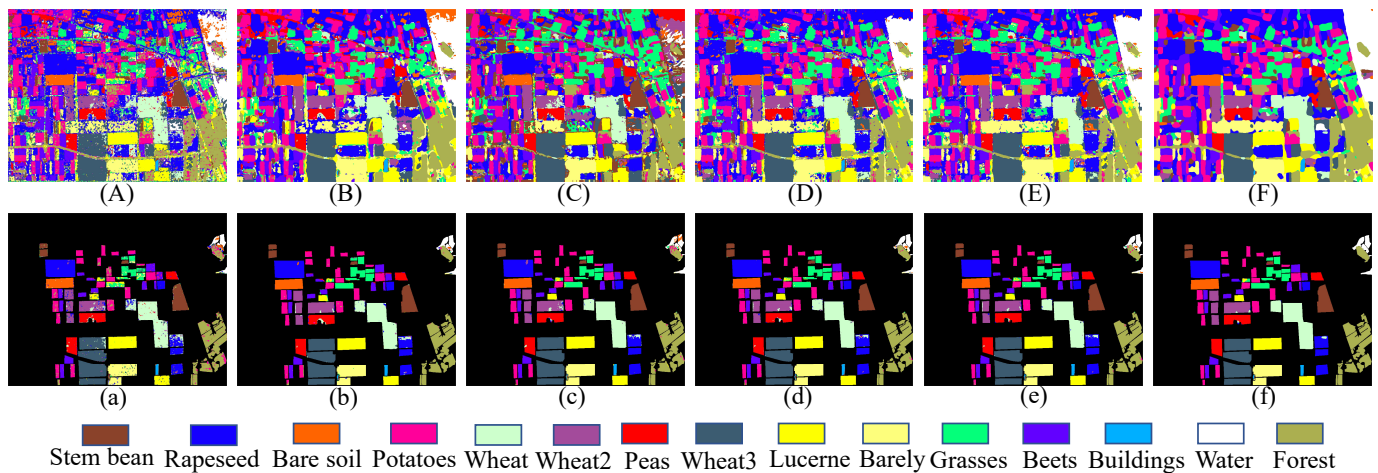 (A) (B) (C) (D) (E) (F)
(a) (b) (c) (d) (e) (f)
Stem bean Rapeseed Bare soil Potatoes Wheat Wheat2 Peas Wheat3 Lucerne Barely Grasses Beets Buildings Water Forest